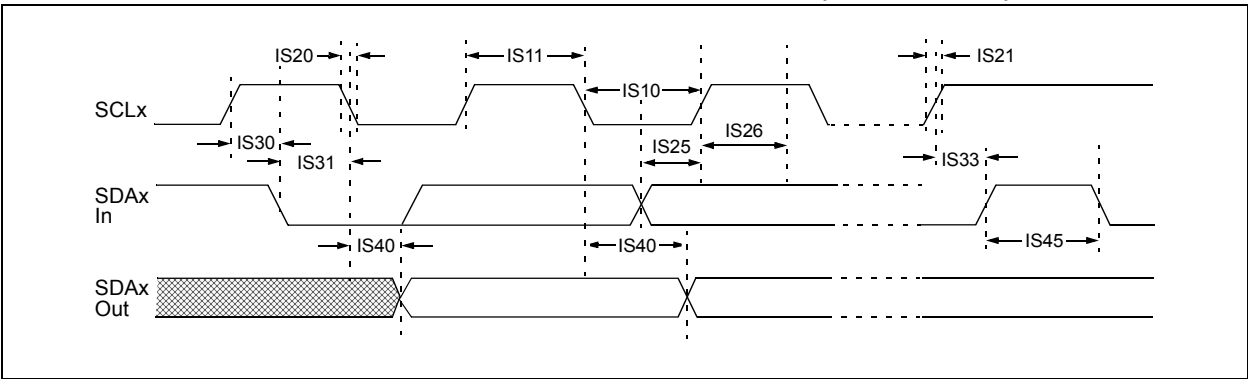 IS20
IS11
IS21
SCLx
IS10
IS30
IS31
IS25
IS26
IS33
SDAx
In
IS40
IS40
IS45
SDAx
Out